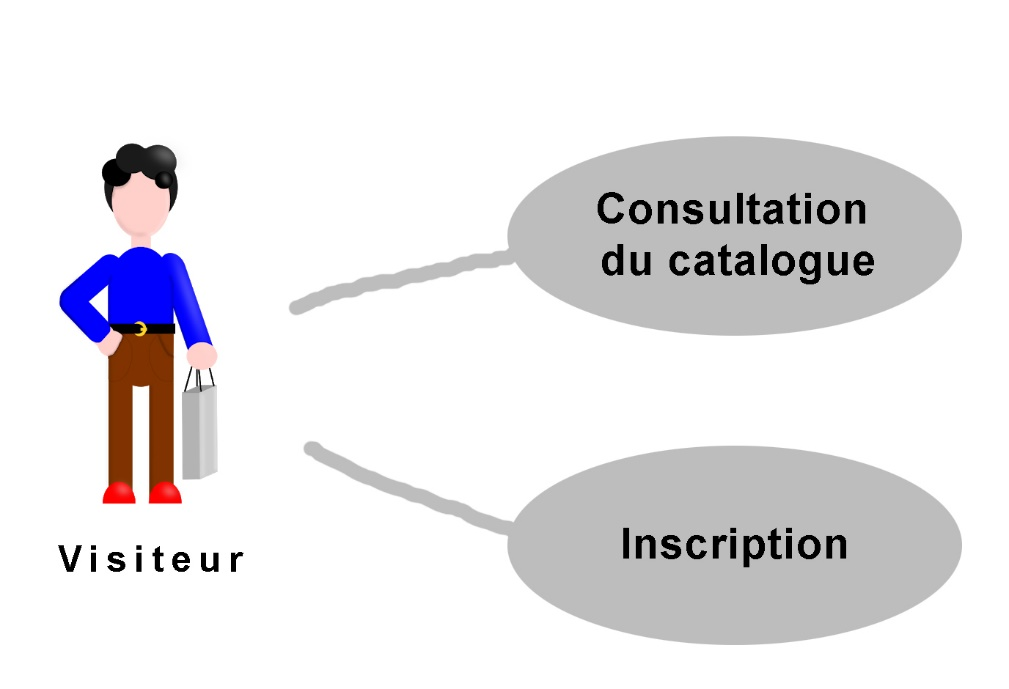 Consultation
du catalogue
Inscription
Visiteur